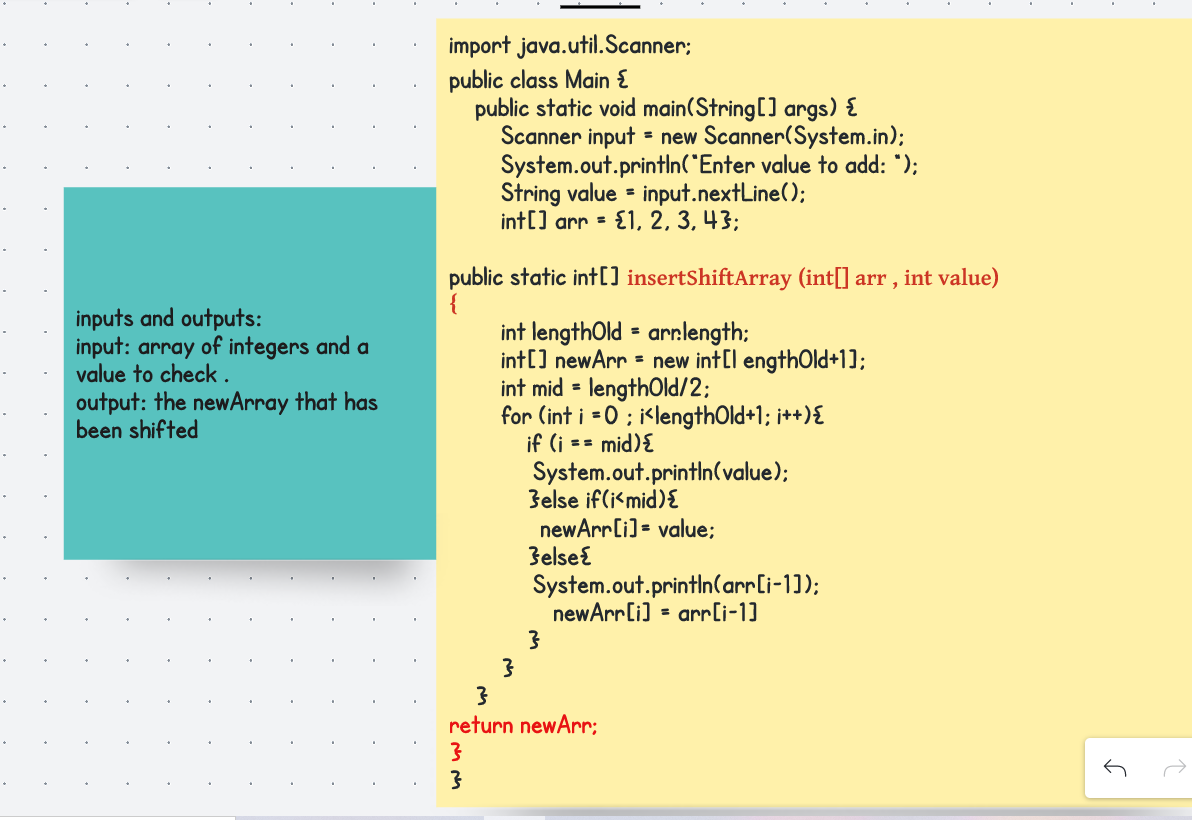 inputs and outputs:
input: array of integers and a
value to check .
output: the newArray that has
been shifted
import java.util.Scanner;
public class Main {
public static void main(String[] args) {
Scanner input = new Scanner(System.in);
System.out.println("Enter value to add: ");
String value = input.nextLine();
int[] arr = {1, 2, 3, 4};
public static int[] insertShiftArray (int[] arr , int value)
{
int lengthOld = arr.length;
int[] newArr = new int[l engthOld+1];
int mid = lengthOld/2;
for (int i =0 ; i<lengthOld+1; i++){
if (i == mid){
System.out.println(value);
}else if(i<mid){
newArr[i]= value;
}else{
System.out.println(arr[i-1]);
newArr[i] = arr[i-1]
}
}
}
return newArr;
}
}